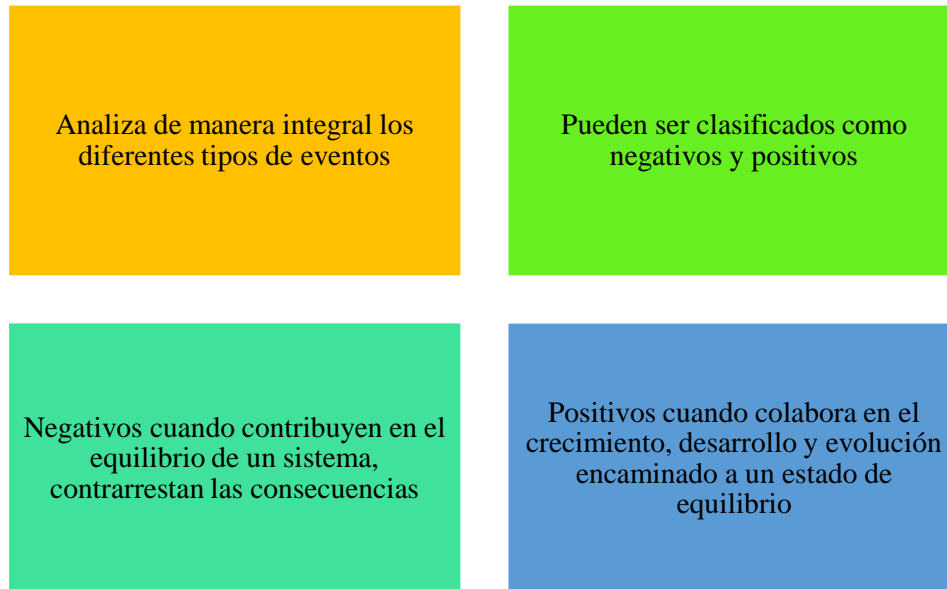 Analiza de manera integral los
diferentes tipos de eventos
Pueden ser clasificados como
negativos y positivos
Negativos cuando contribuyen en el
equilibrio de un sistema,
contrarrestan las consecuencias
Positivos cuando colabora en el
crecimiento, desarrollo y evolución
encaminado a un estado de
equilibrio